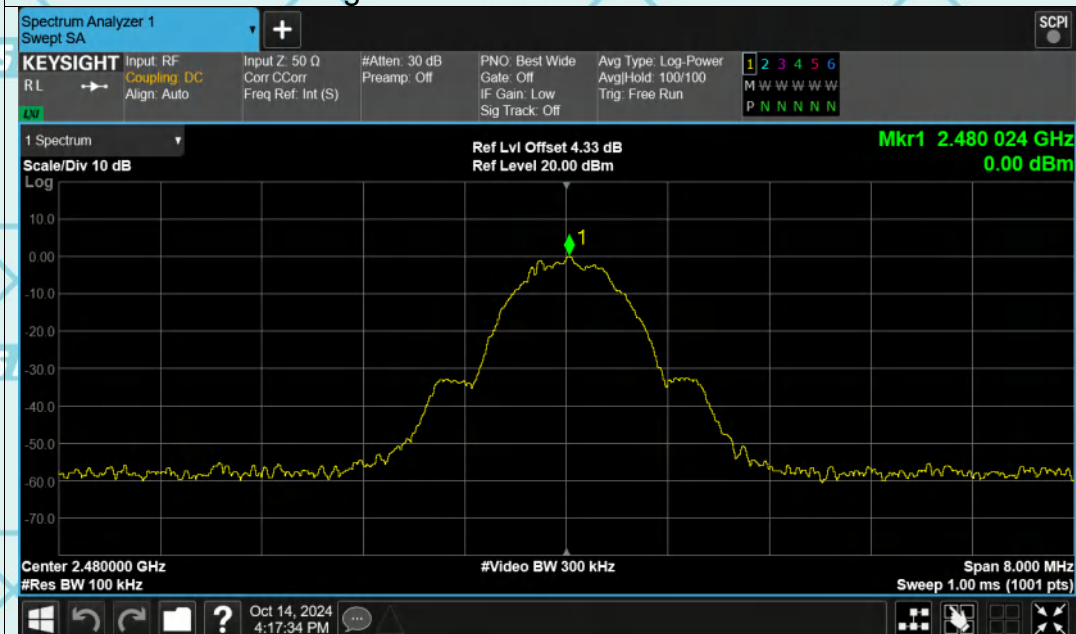 Spectrum Analyzer 1
Swept SA
+
SCPI
KEYSIGHT
RL
LXI
Input: RF
Coupling: DC
Align: Auto
Input Z: 50 Ω
Corr CCorr
Freq Ref: Int (S)
#Atten: 30 dB
Preamp: Off
PNO: Best Wide
Gate: Off
IF Gain: Low
Sig Track: Off
Avg Type: Log-Power
Avg|Hold: 100/100
Trig: Free Run
1 2 3 4 5 6
M W W W W W
P N N N N N
1 Spectrum
Scale/Div 10 dB
Log
Ref Lvl Offset 4.33 dB
Ref Level 20.00 dBm
Mkr1 2.480 024 GHz
0.00 dBm
10.0
0.00
-10.0
-20.0
-30.0
-40.0
-50.0
-60.0
-70.0
1
Center 2.480000 GHz
#Res BW 100 kHz
#Video BW 300 kHz
Span 8.000 MHz
Sweep 1.00 ms (1001 pts)
?
Oct 14, 2024
4:17:34 PM